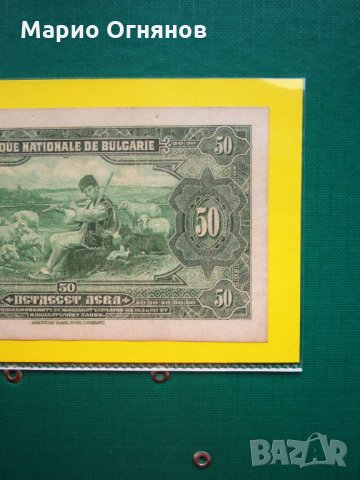 Марио Огнянов
QUE NATIONALE DE BULGARIE
50
50
50
50
ПЕТДЕСЕТ ЛЕВА
AMERICAN BANK NOTE COMPANY.
BAZAR